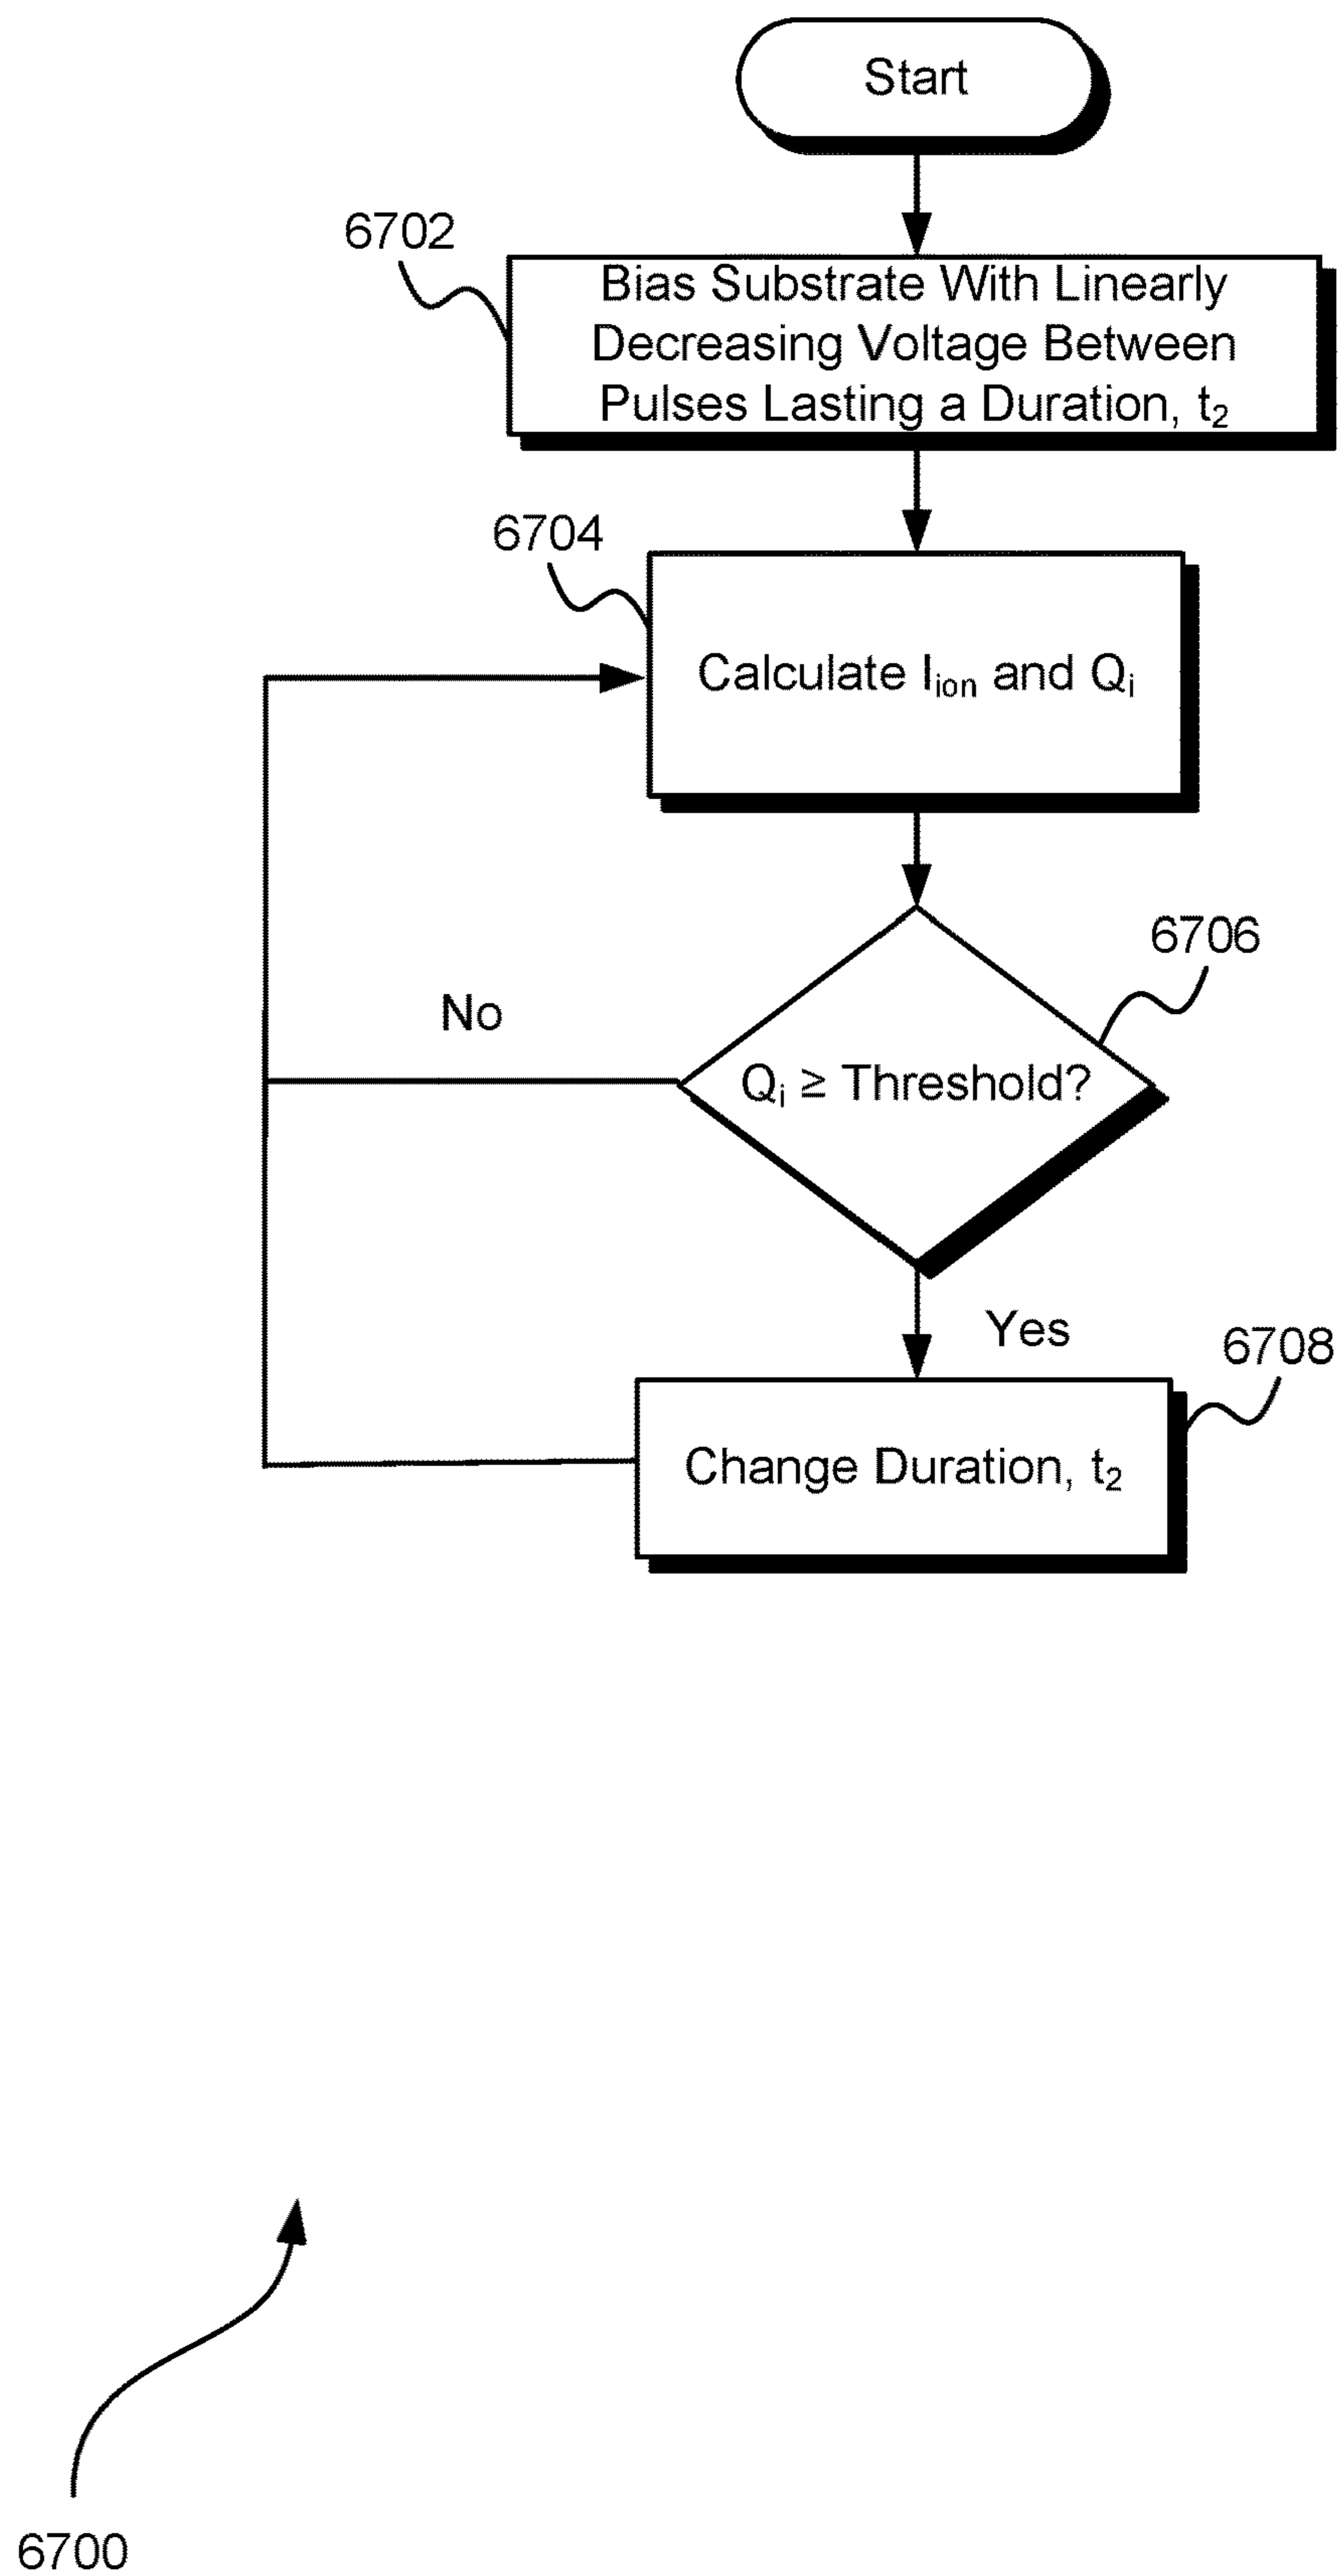 Start
6702
Bias Substrate With Linearly
Decreasing Voltage Between
Pulses Lasting a Duration, t₂
6704
Calculate Iᵢₒₙ and Qᵢ
6706
No
Qᵢ ≥ Threshold?
Yes
6708
Change Duration, t₂
6700